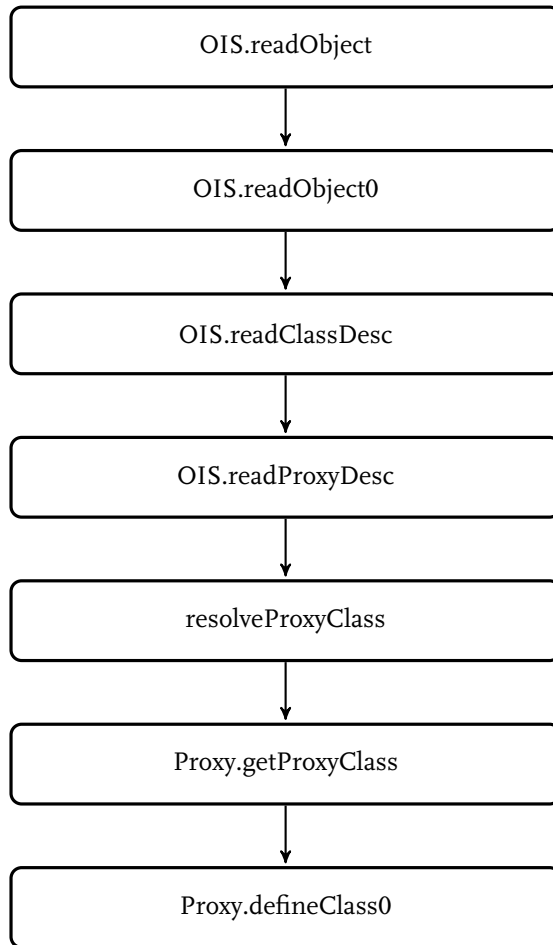 OIS.readObject
OIS.readObject0
OIS.readClassDesc
OIS.readProxyDesc
resolveProxyClass
Proxy.getProxyClass
Proxy.defineClass0